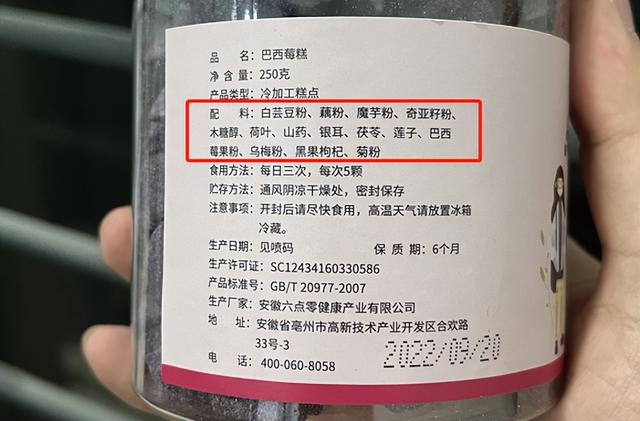 品 名：巴西莓糕
净 含 量：250克
产品类型：冷加工糕点
配 料：白芸豆粉、藕粉、魔芋粉、奇亚籽粉、
木糖醇、荷叶、山药、银耳、茯苓、莲子、巴西
莓果粉、乌梅粉、黑果枸杞、菊粉
食用方法：每日三次，每次5颗
贮存方法：通风阴凉干燥处，密封保存
注意事项：开封后请尽快食用，高温天气请放置冰箱
冷藏。
生产日期：见喷码 保 质 期：6个月
生产许可证：SC12434160330586
产品标准号：GB/T 20977-2007
生产厂家：安徽六点零健康产业有限公司
地 址：安徽省亳州市高新技术产业开发区合欢路
33号-3
电 话：400-060-8058
2022/09/20